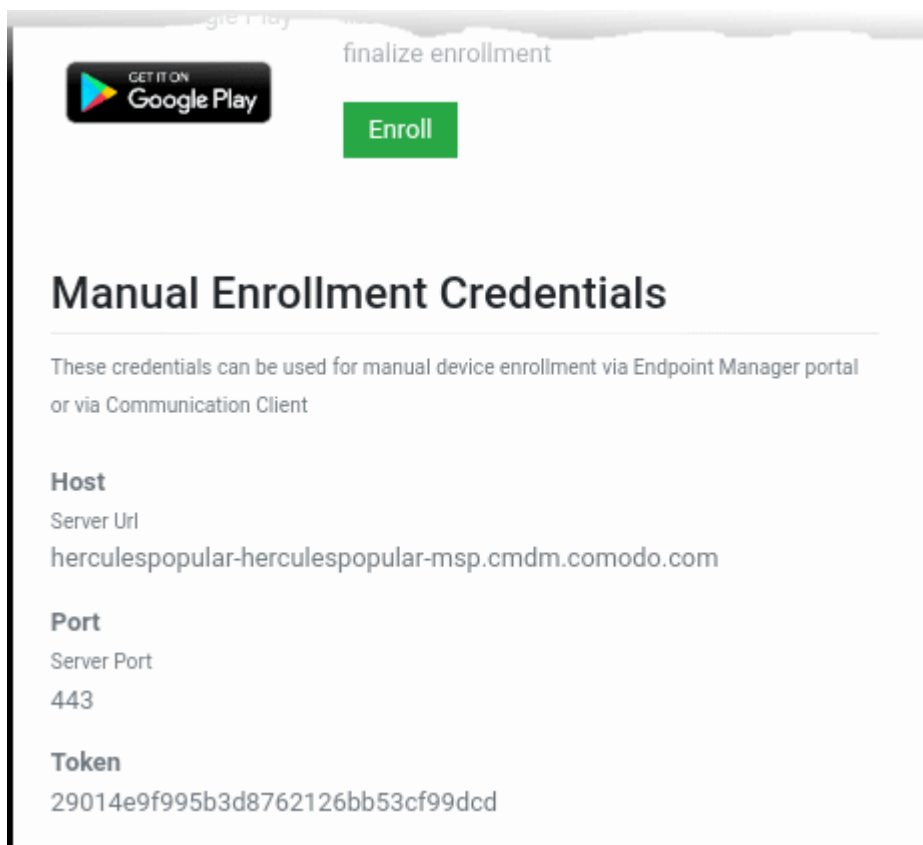 finalize enrollment
GET IT ON
Google Play
Enroll
Manual Enrollment Credentials
These credentials can be used for manual device enrollment via Endpoint Manager portal
or via Communication Client
Host
Server Url
herculespopular-herculespopular-msp.cmdm.comodo.com
Port
Server Port
443
Token
29014e9f995b3d8762126bb53cf99dcd